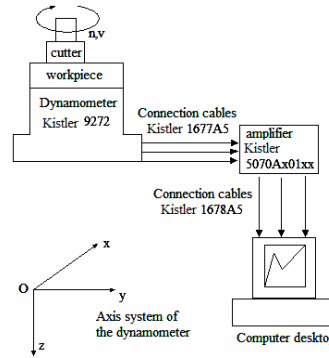 n,v
cutter
workpiece
Dynamometer
Kistler 9272
Connection cables
Kistler 1677A5
amplifier
Kistler
5070Ax01xx
Connection cables
Kistler 1678A5
x
O
y
z
Axis system of
the dynamometer
Computer deskto